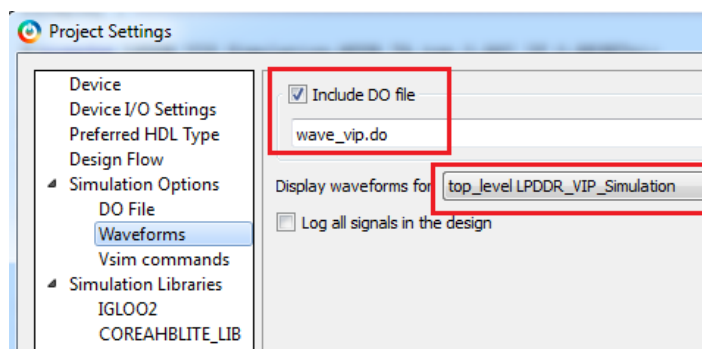 Project Settings
Device
Device I/O Settings
Preferred HDL Type
Design Flow
Simulation Options
DO File
Waveforms
Vsim commands
Simulation Libraries
IGLOO2
COREAHBLITE_LIB
Include DO file
wave_vip.do
Display waveforms for top_level LPDDR_VIP_Simulation
Log all signals in the design